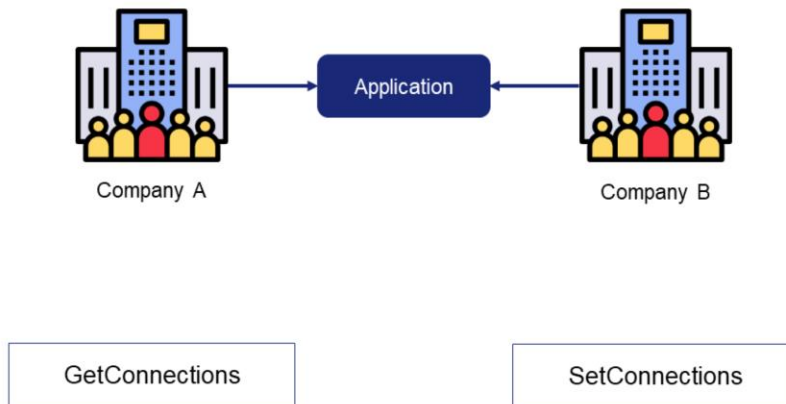 Application
Company A
Company B
GetConnections
SetConnections